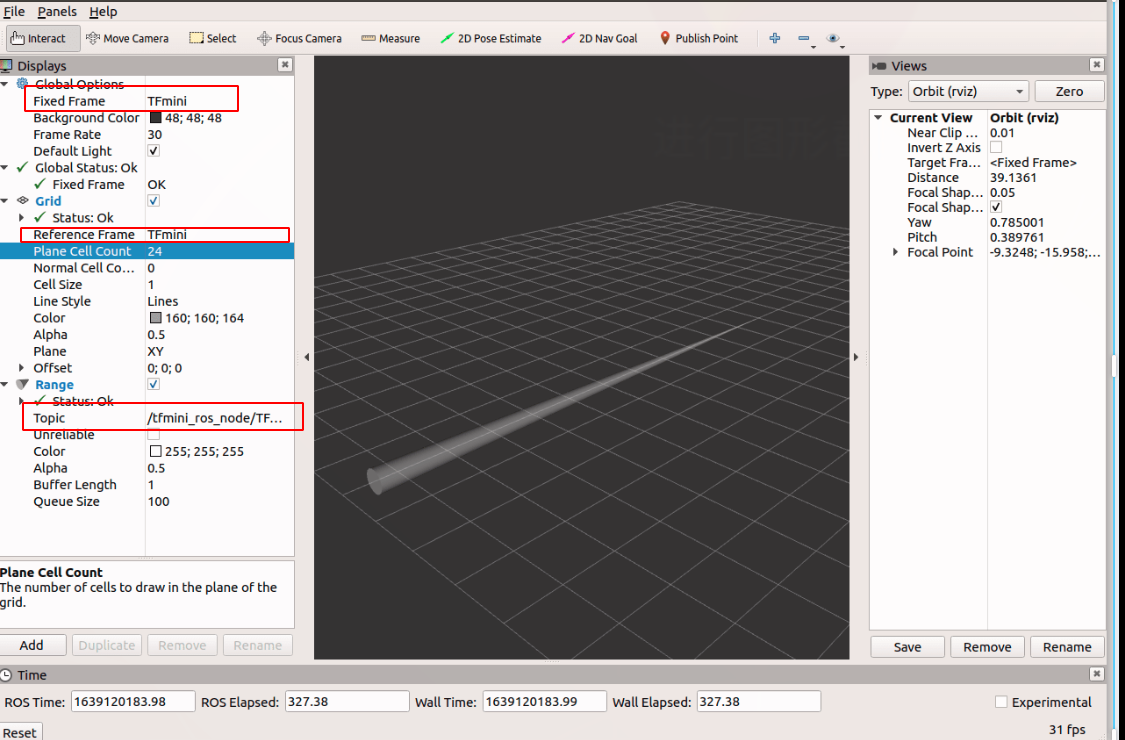 File Panels Help
Interact Move Camera Select Focus Camera Measure 2D Pose Estimate 2D Nav Goal Publish Point
Displays
Global Options
Fixed Frame TFmini
Background Color 48; 48; 48
Frame Rate 30
Default Light
Global Status: Ok
Fixed Frame OK
Grid
Status: Ok
Reference Frame TFmini
Plane Cell Count 24
Normal Cell Co... 0
Cell Size 1
Line Style Lines
Color 160; 160; 164
Alpha 0.5
Plane XY
Offset 0; 0; 0
Range
Status: Ok
Topic /tfmini_ros_node/TF...
Unreliable
Color 255; 255; 255
Alpha 0.5
Buffer Length 1
Queue Size 100
Plane Cell Count
The number of cells to draw in the plane of the
grid.
Add Duplicate Remove Rename
Views
Type: Orbit (rviz) Zero
Current View Orbit (rviz)
Near Clip ... 0.01
Invert Z Axis
Target Fra... <Fixed Frame>
Distance 39.1361
Focal Shap... 0.05
Focal Shap...
Yaw 0.785001
Pitch 0.389761
Focal Point -9.3248; -15.958;...
Save Remove Rename
Time
ROS Time: 1639120183.98 ROS Elapsed: 327.38 Wall Time: 1639120183.99 Wall Elapsed: 327.38 Experimental
Reset 31 fps